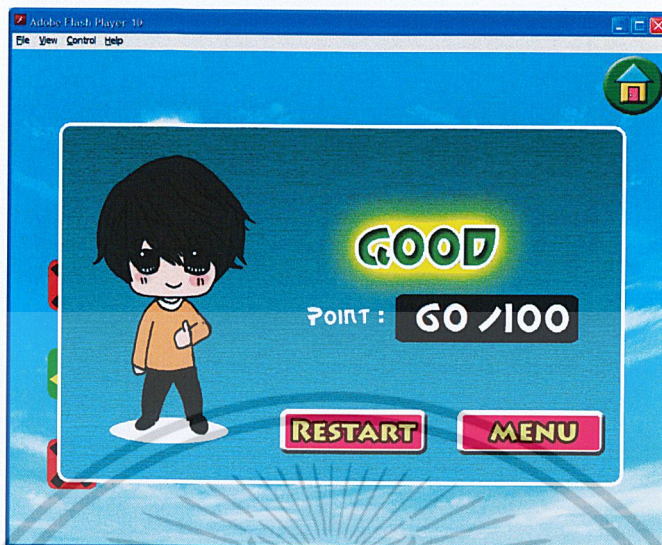 Adobe Flash Player 10
File View Control Help
GOOD
POINT : 60 /100
RESTART MENU